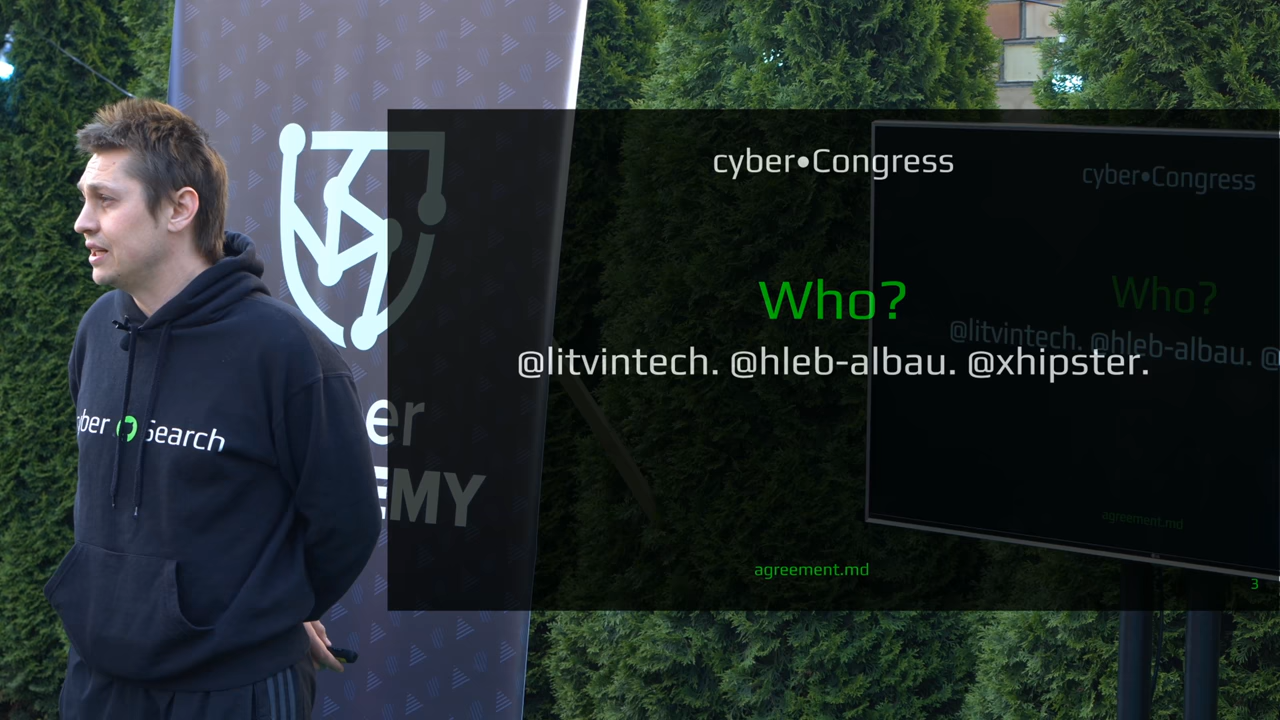 cyber•Congress
Who?
@litvintech. @hleb-albau. @xhipster.
agreement.md
3
cyber•Congress
Who?
@litvintech. @hleb-albau. @
agreement.md
yber Search
er
EMY